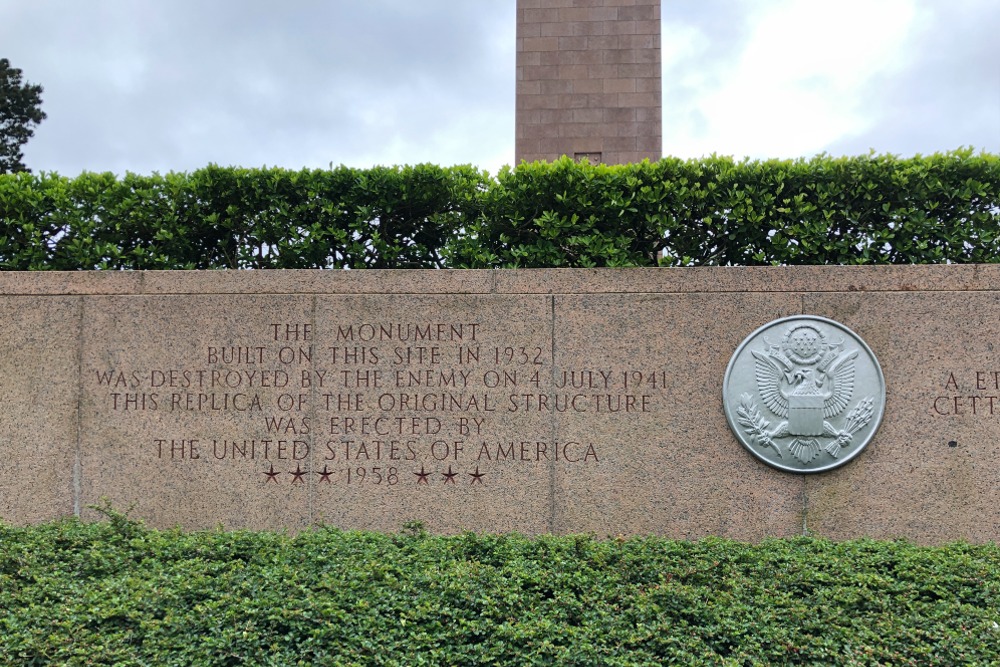 THE MONUMENT
BUILT ON THIS SITE IN 1932
WAS DESTROYED BY THE ENEMY ON 4 JULY 1941.
THIS REPLICA OF THE ORIGINAL STRUCTURE
WAS ERECTED BY
THE UNITED STATES OF AMERICA
★ ★ ★ 1958 ★ ★ ★
A
CETT